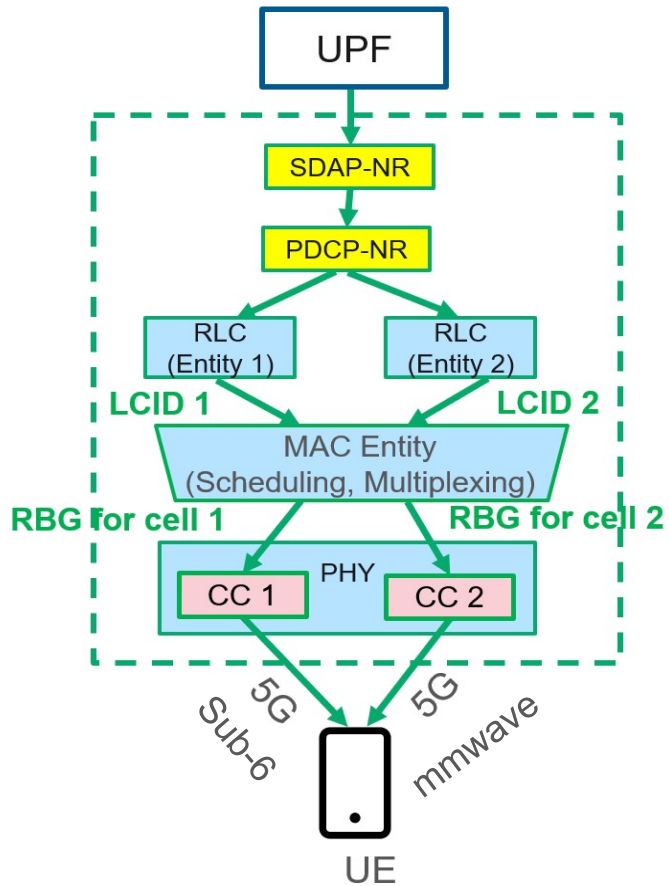 UPF
SDAP-NR
PDCP-NR
RLC
(Entity 1)
RLC
(Entity 2)
LCID 1
LCID 2
MAC Entity
(Scheduling, Multiplexing)
RBG for cell 1
RBG for cell 2
PHY
CC 1
CC 2
5G
Sub-6
5G
mmwave
UE